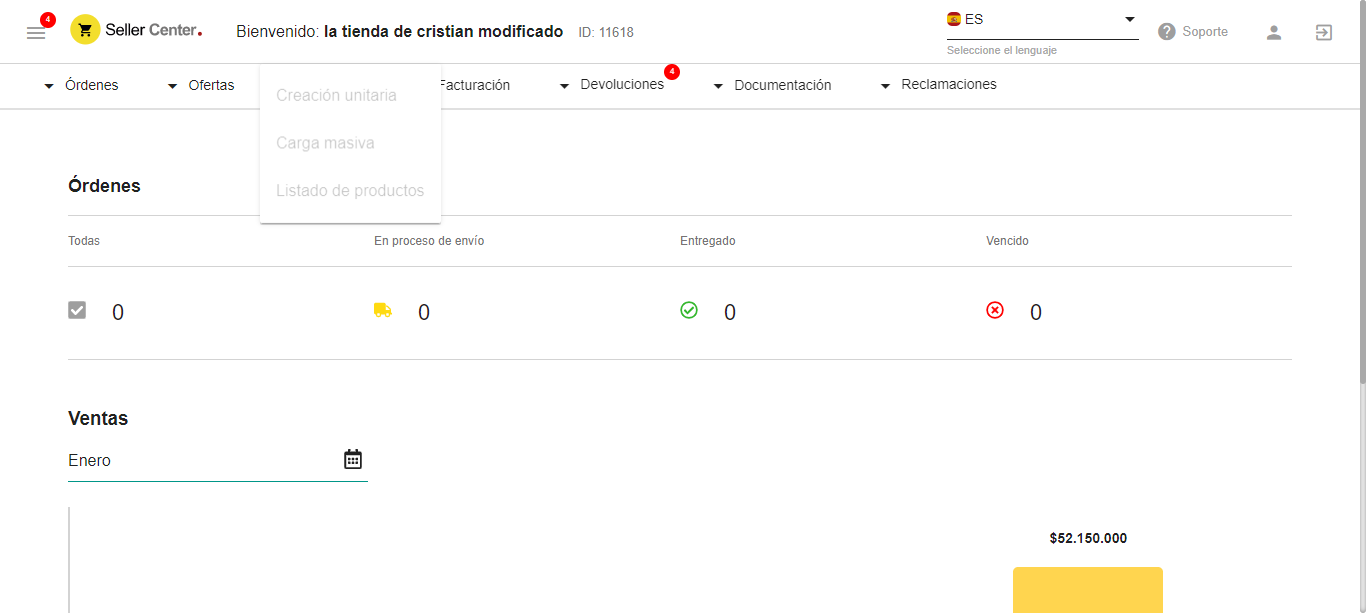 4
Seller Center.
Bienvenido: la tienda de cristian modificado ID: 11618
ES
Seleccione el lenguaje
Soporte
Órdenes
Ofertas
Facturación
Devoluciones
4
Documentación
Reclamaciones
Creación unitaria
Carga masiva
Listado de productos
Órdenes
Todas
En proceso de envío
Entregado
Vencido
0
0
0
0
Ventas
Enero
$52.150.000